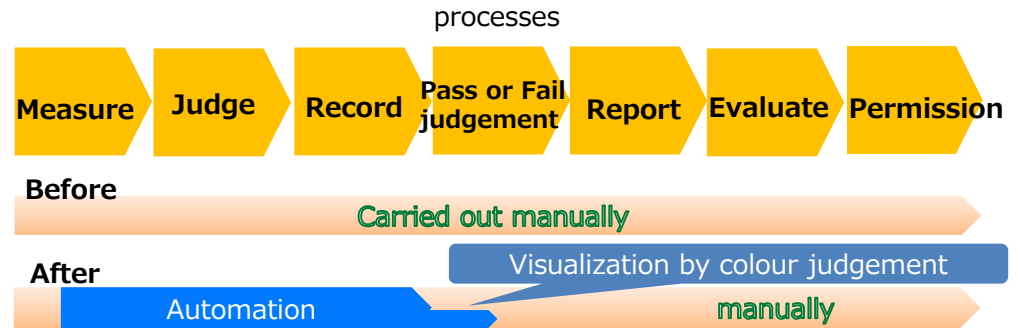 processes
Measure
Judge
Record
Pass or Fail
judgement
Report
Evaluate
Permission
Before
Carried out manually
After
Visualization by colour judgement
Automation
manually